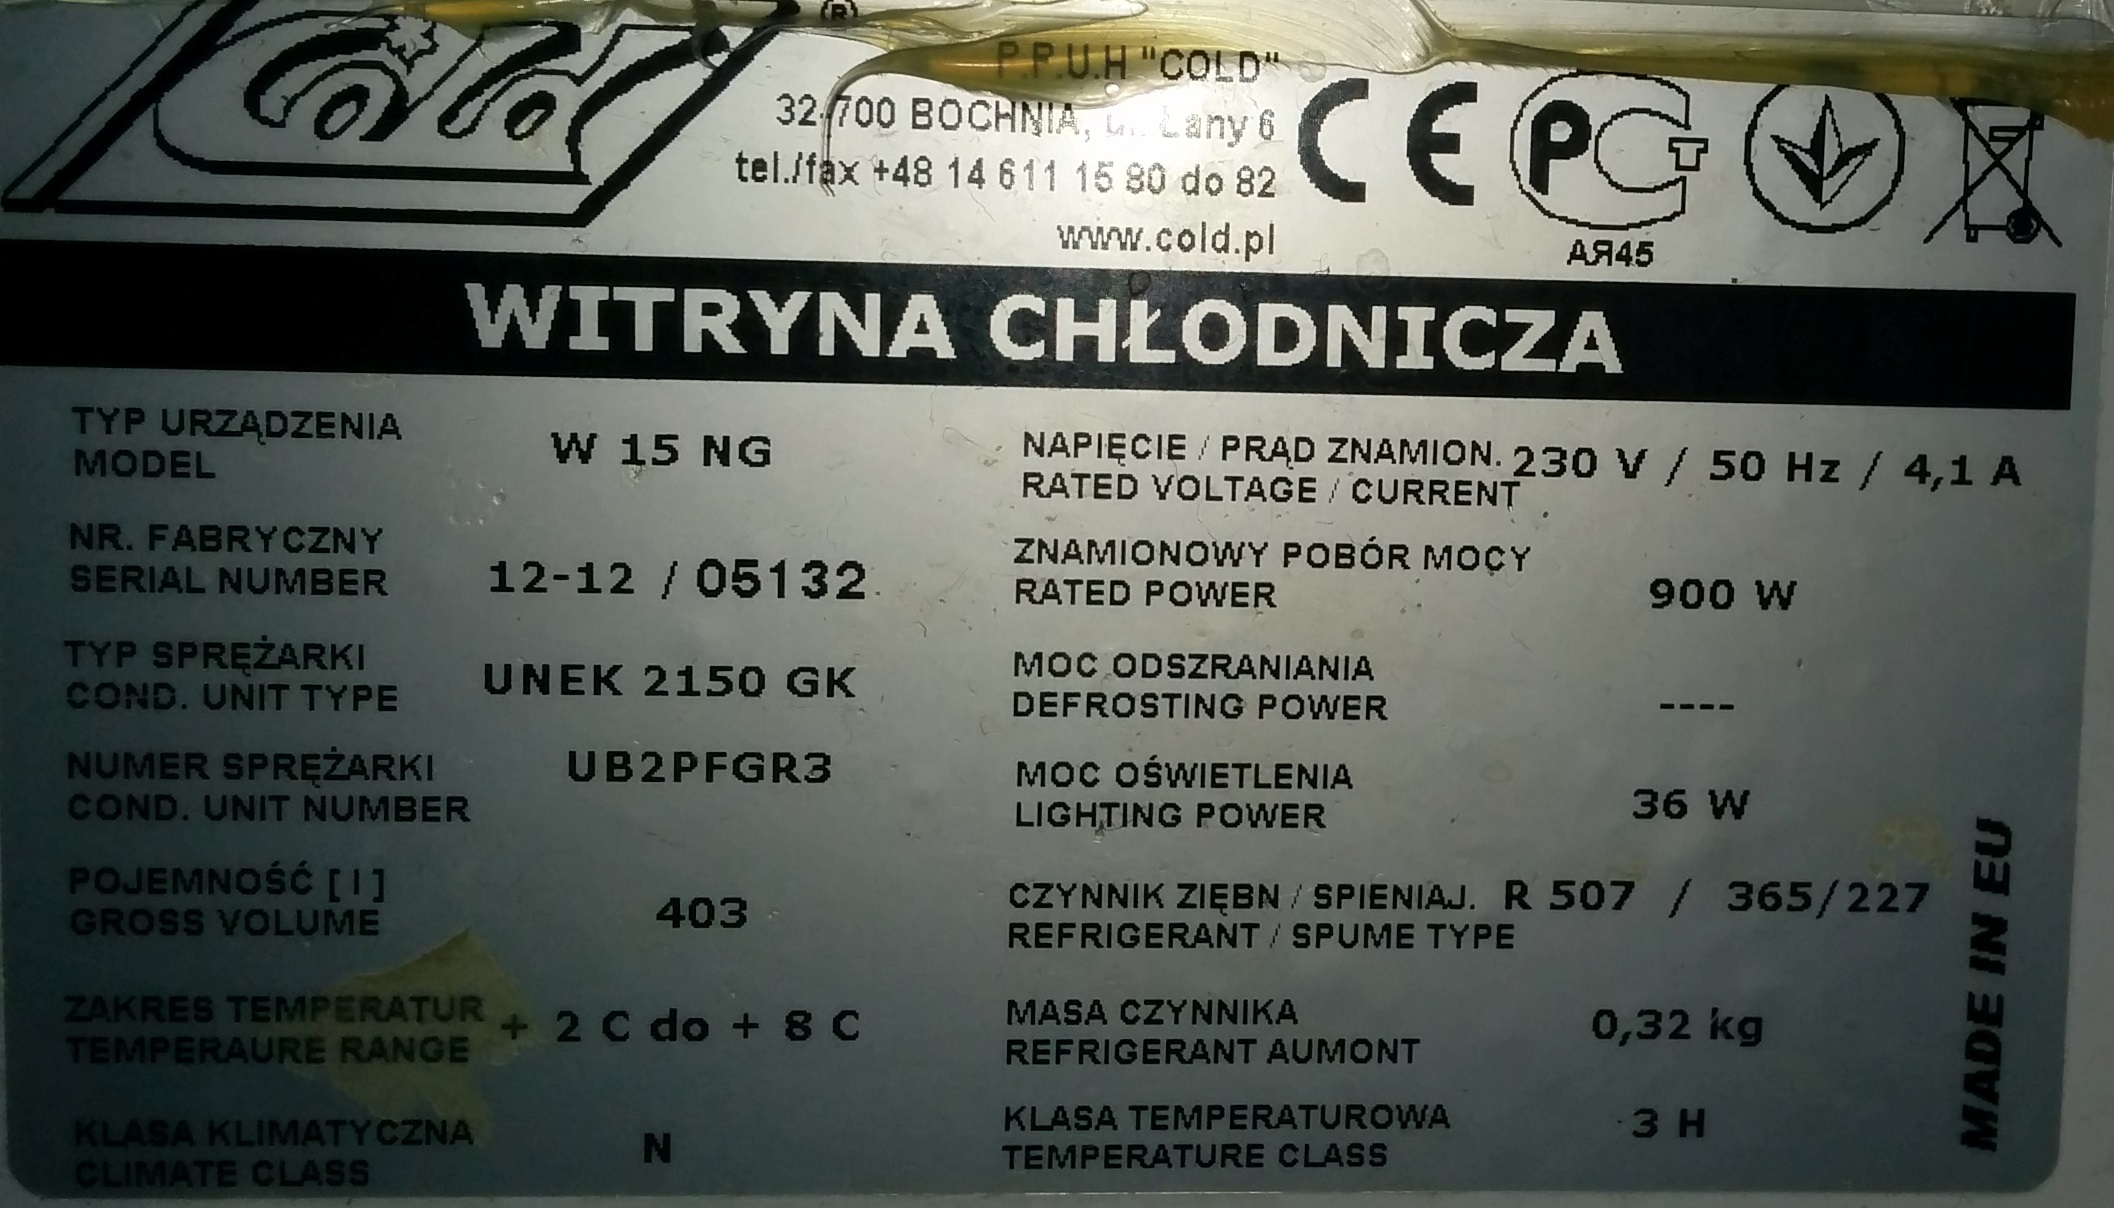 Cold ®
P.P.U.H "COLD"
32-700 BOCHNIA, ul. Łany 6
tel./fax +48 14 611 15 80 do 82
www.cold.pl
CE
PCT
АЯ45
WITRYNA CHŁODNICZA
TYP URZĄDZENIA
MODEL
W 15 NG
NR. FABRYCZNY
SERIAL NUMBER
12-12 / 05132
TYP SPRĘŻARKI
COND. UNIT TYPE
UNEK 2150 GK
NUMER SPRĘŻARKI
COND. UNIT NUMBER
UB2PFGR3
POJEMNOŚĆ [ l ]
GROSS VOLUME
403
ZAKRES TEMPERATUR
TEMPERAURE RANGE
+ 2 C do + 8 C
KLASA KLIMATYCZNA
CLIMATE CLASS
N
NAPIĘCIE / PRĄD ZNAMION.
RATED VOLTAGE / CURRENT
230 V / 50 Hz / 4,1 A
ZNAMIONOWY POBÓR MOCY
RATED POWER
900 W
MOC ODSZRANIANIA
DEFROSTING POWER
----
MOC OŚWIETLENIA
LIGHTING POWER
36 W
CZYNNIK ZIĘBN / SPIENIAJ.
REFRIGERANT / SPUME TYPE
R 507 / 365/227
MASA CZYNNIKA
REFRIGERANT AUMONT
0,32 kg
KLASA TEMPERATUROWA
TEMPERATURE CLASS
3 H
MADE IN EU